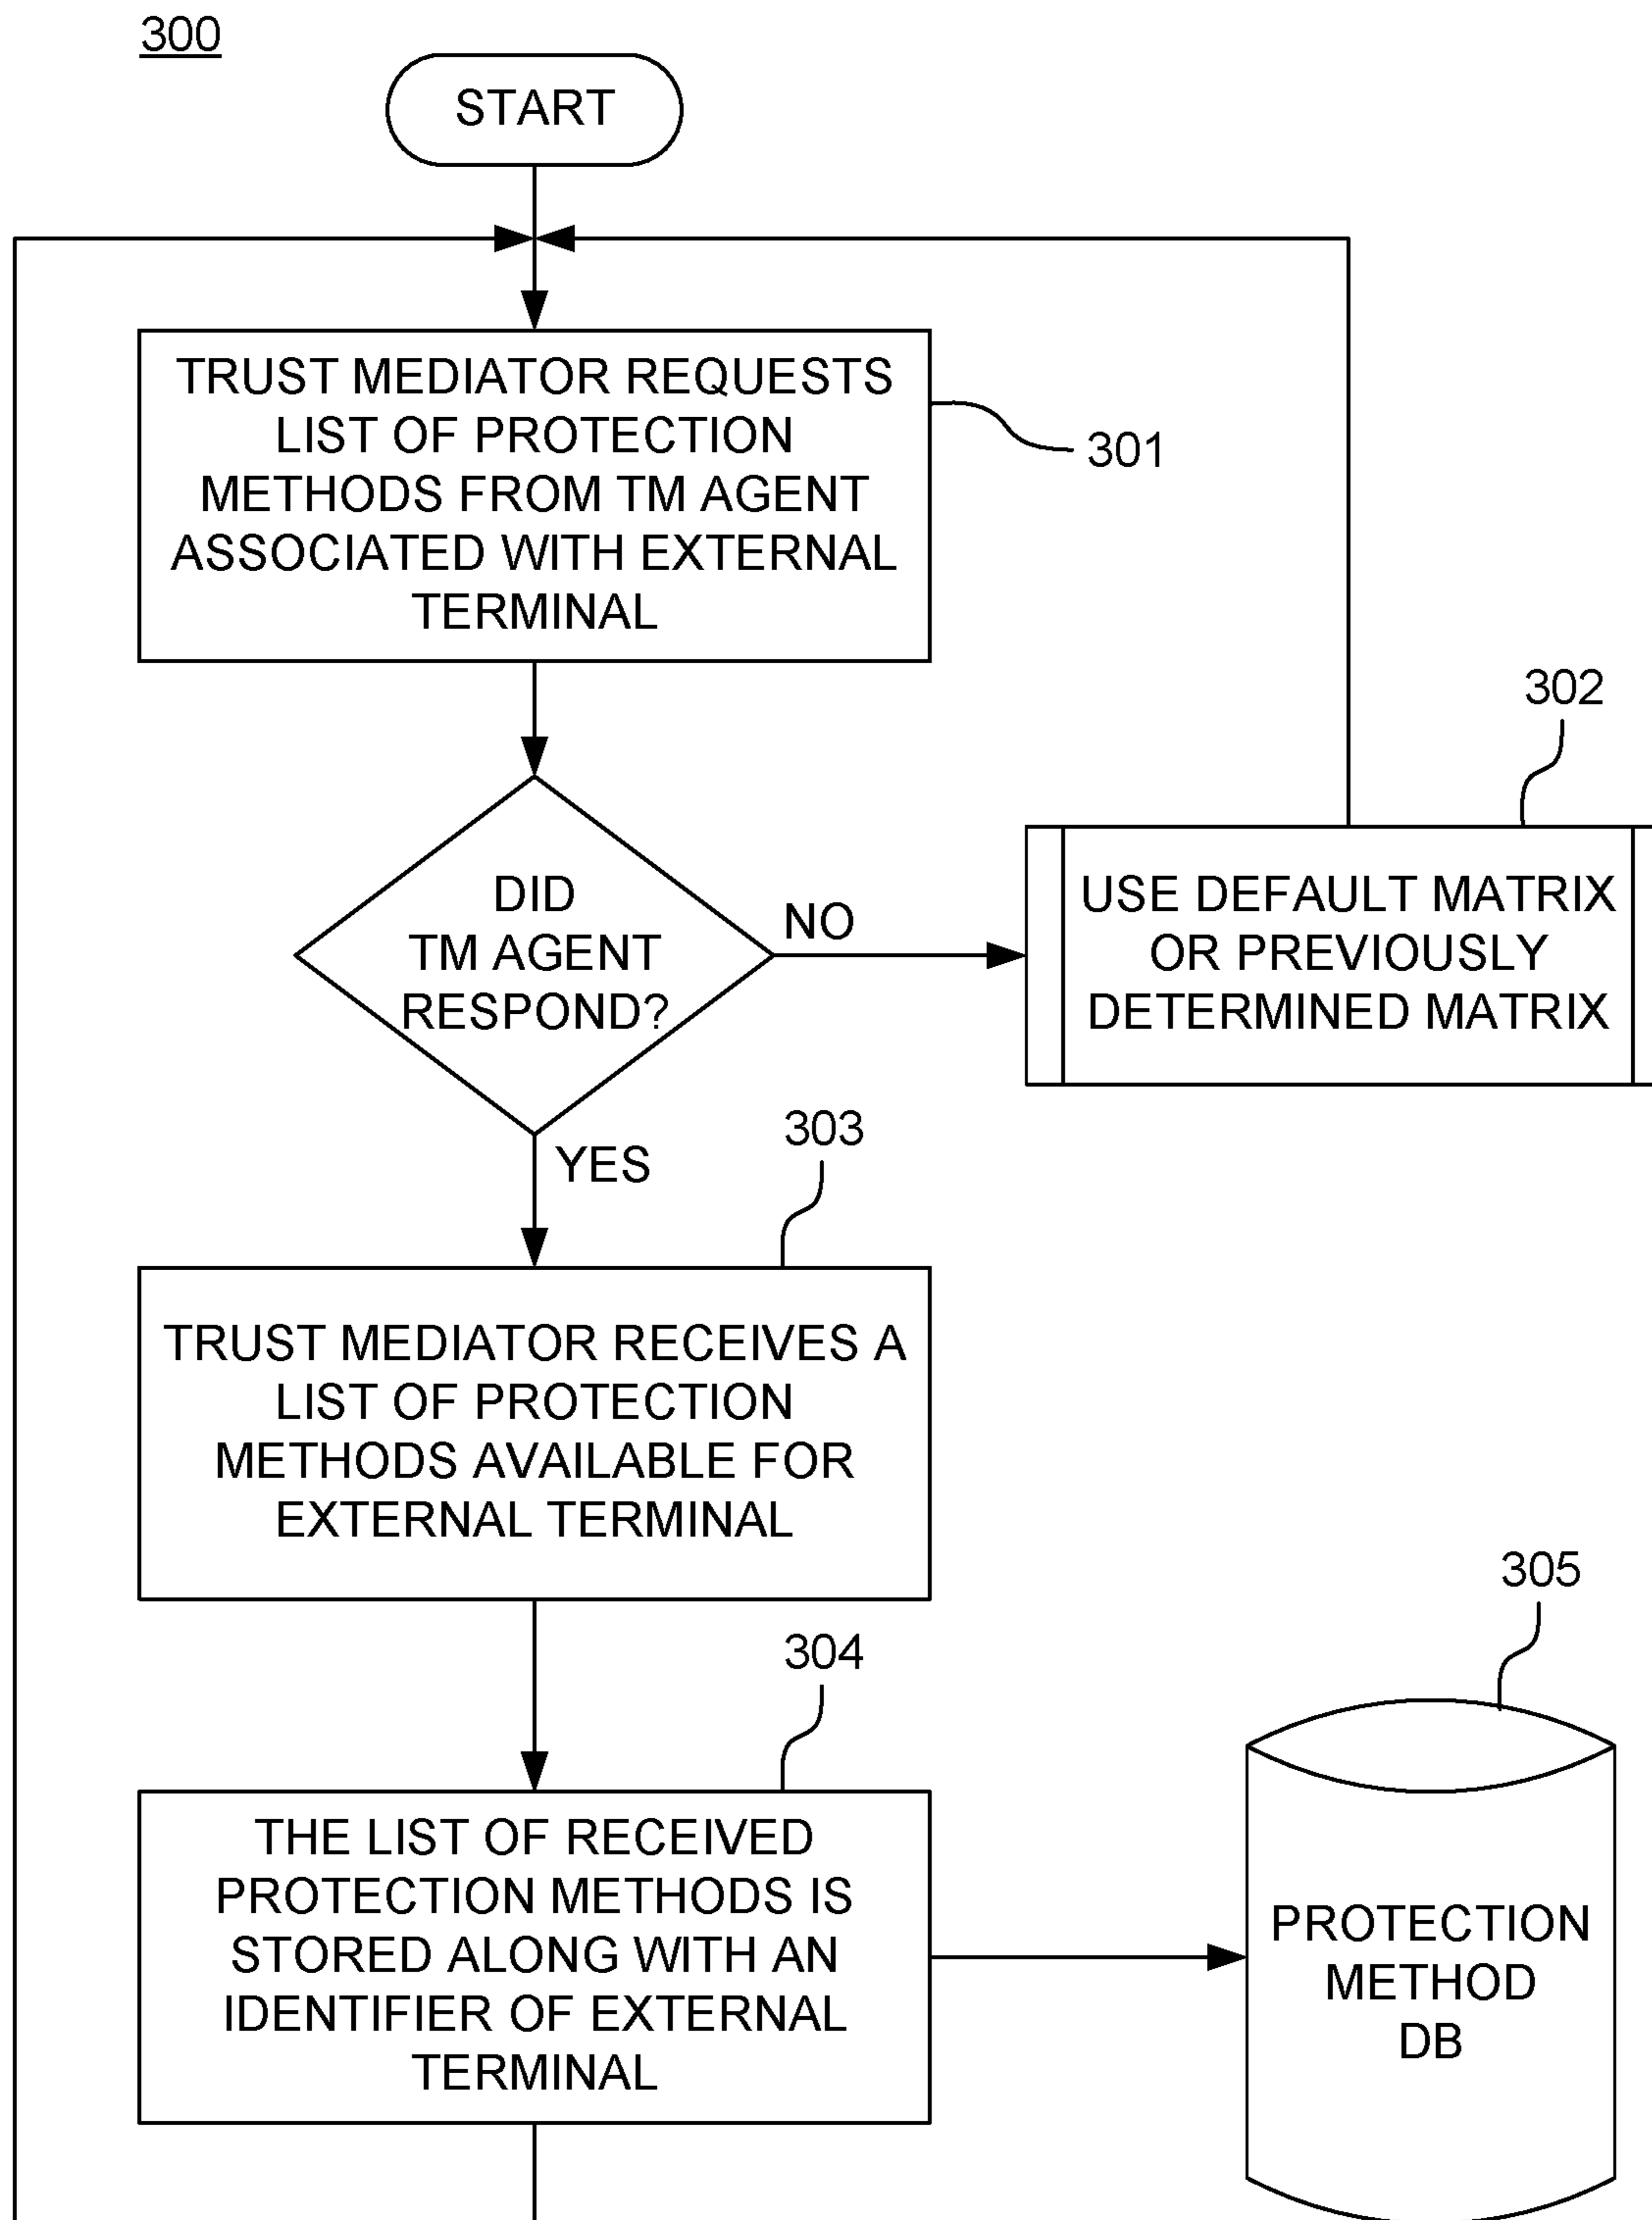 300
START
TRUST MEDIATOR REQUESTS
LIST OF PROTECTION
METHODS FROM TM AGENT
ASSOCIATED WITH EXTERNAL
TERMINAL
301
302
DID
TM AGENT
RESPOND?
NO
USE DEFAULT MATRIX
OR PREVIOUSLY
DETERMINED MATRIX
YES
303
TRUST MEDIATOR RECEIVES A
LIST OF PROTECTION
METHODS AVAILABLE FOR
EXTERNAL TERMINAL
304
305
THE LIST OF RECEIVED
PROTECTION METHODS IS
STORED ALONG WITH AN
IDENTIFIER OF EXTERNAL
TERMINAL
PROTECTION
METHOD
DB